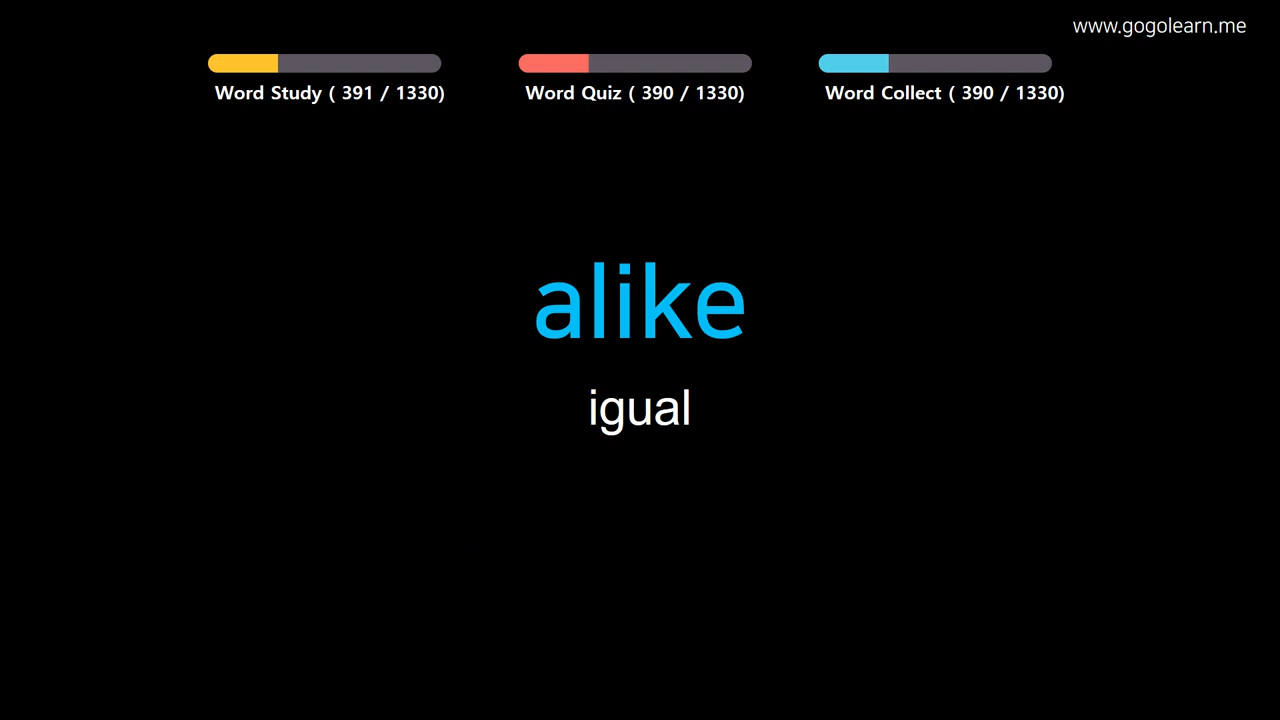 www.gogolearn.me
Word Study ( 391 / 1330)
Word Quiz ( 390 / 1330)
Word Collect ( 390 / 1330)
alike
igual